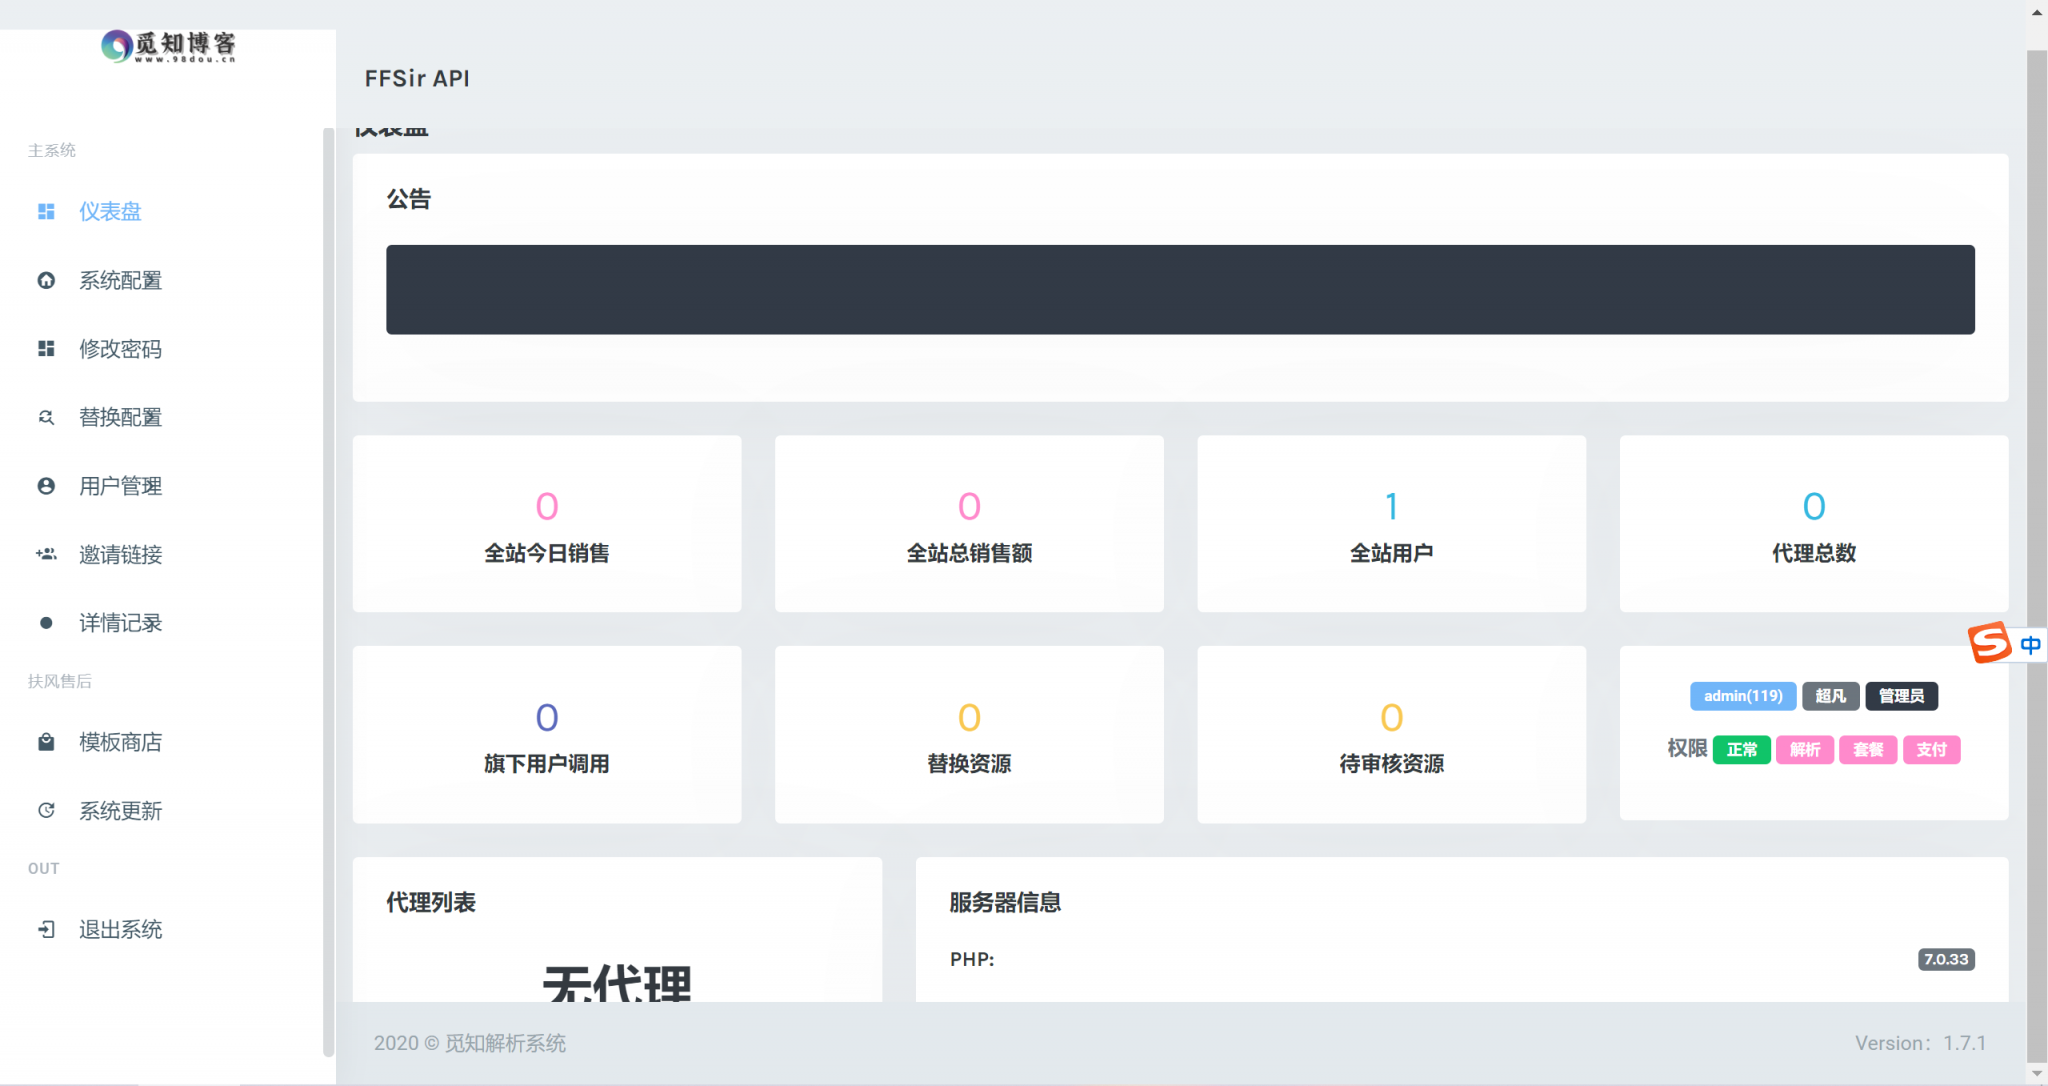 觅知博客
www.98dou.cn
FFSir API
主系统
仪表盘
系统配置
修改密码
替换配置
用户管理
邀请链接
详情记录
扶风售后
模板商店
系统更新
OUT
退出系统
仪表盘
公告
0
全站今日销售
0
全站总销售额
1
全站用户
0
代理总数
0
旗下用户调用
0
替换资源
0
待审核资源
admin(119) 超凡 管理员
权限 正常 解析 套餐 支付
中
代理列表
无代理
服务器信息
PHP: 7.0.33
2020 © 觅知解析系统
Version：1.7.1